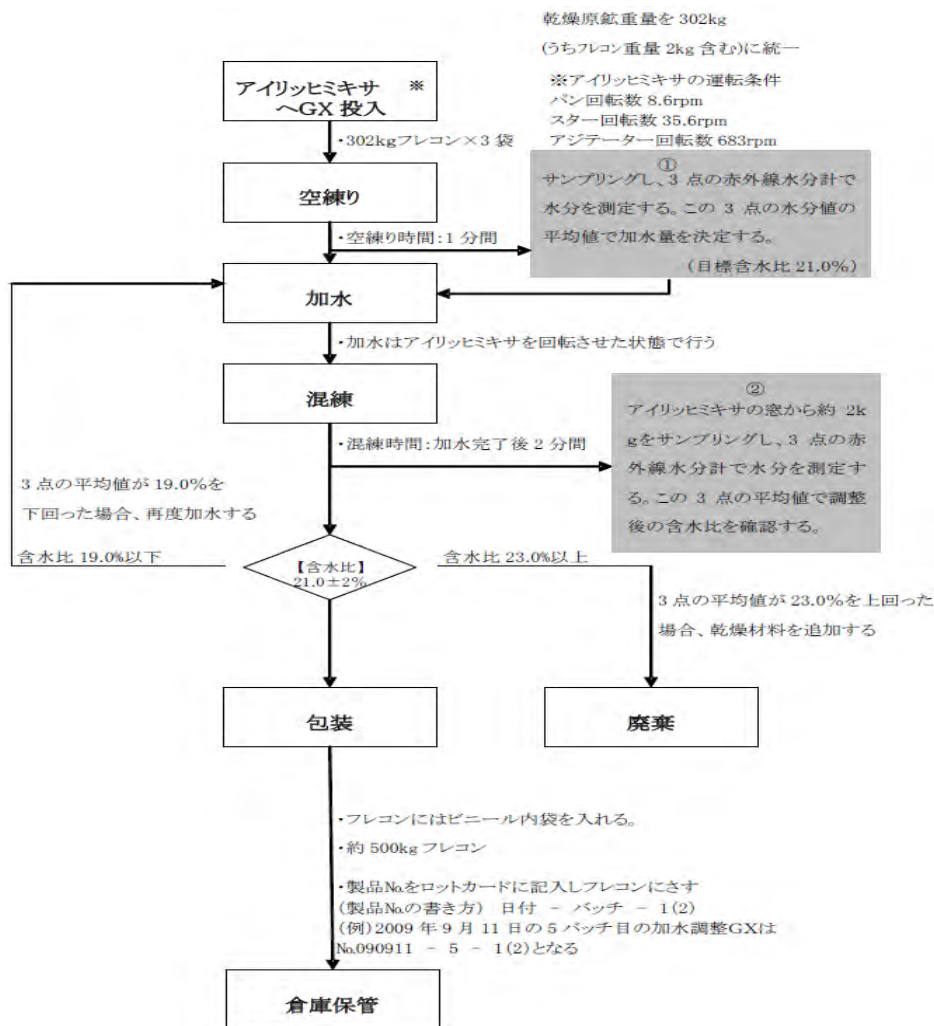 乾燥原鉱重量を 302kg
(うちフレコン重量 2kg 含む)に統一
アイリッヒミキサ ※
へGX 投入
※アイリッヒミキサの運転条件
パン回転数 8.6rpm
スター回転数 35.6rpm
アジテーター回転数 683rpm
・302kgフレコン×3 袋
空練り
①
サンプリングし、3 点の赤外線水分計で
水分を測定する。この 3 点の水分値の
平均値で加水量を決定する。
(目標含水比 21.0%)
・空練り時間:1 分間
加水
・加水はアイリッヒミキサを回転させた状態で行う
混練
②
アイリッヒミキサの窓から約 2k
gをサンプリングし、3 点の赤
外線水分計で水分を測定す
る。この 3 点の平均値で調整
後の含水比を確認する。
・混練時間:加水完了後 2 分間
3 点の平均値が 19.0%を
下回った場合、再度加水する
含水比 19.0%以下
【含水比】
21.0±2%
含水比 23.0%以上
3 点の平均値が 23.0%を上回った
場合、乾燥材料を追加する
包装
廃棄
・フレコンにはビニール内袋を入れる。
・約 500kg フレコン
・製品№をロットカードに記入しフレコンにさす
(製品№の書き方) 日付 － バッチ － 1(2)
(例)2009 年 9 月 11 日の 5 バッチ目の加水調整GXは
№090911 － 5 － 1(2)となる
倉庫保管